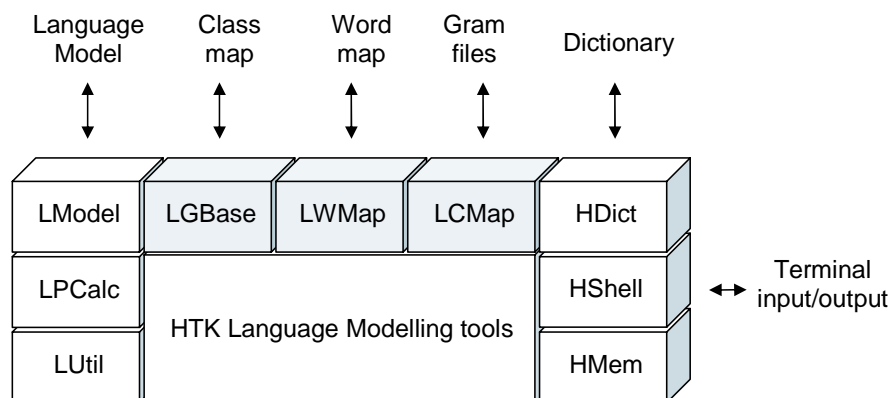 Language
Model
Class
map
Word
map
Gram
files
Dictionary
LModel
LGBase
LWMap
LCMap
HDict
LPCalc
HShell
Terminal
input/output
HTK Language Modelling tools
LUtil
HMem